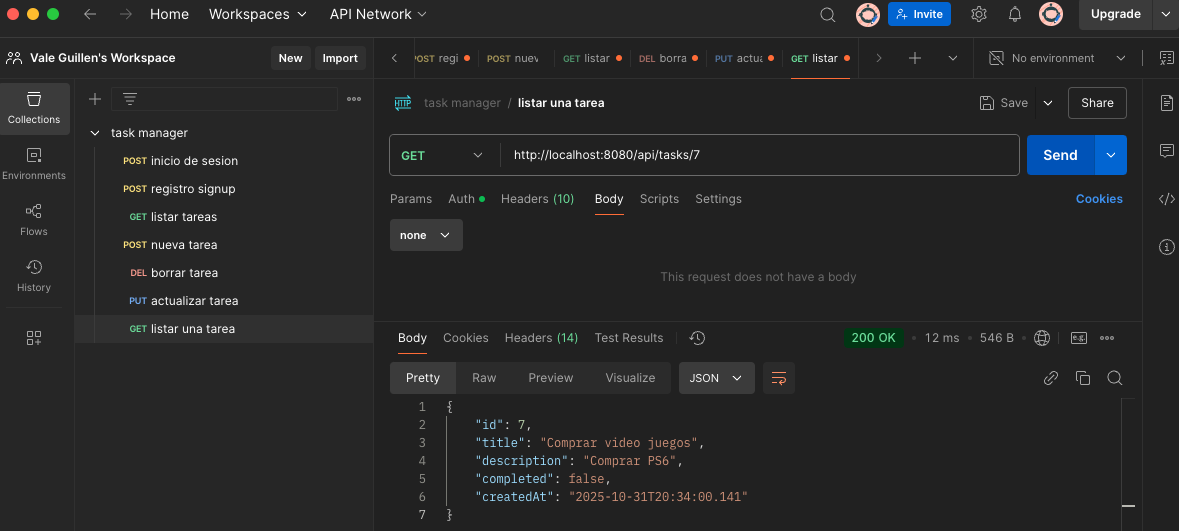 Home Workspaces API Network Invite Upgrade
Vale Guillen's Workspace New Import
POST regi POST nuev GET listar DEL borra PUT actua GET listar No environment
Collections
Environments
Flows
History
task manager
POST inicio de sesion
POST registro signup
GET listar tareas
POST nueva tarea
DEL borrar tarea
PUT actualizar tarea
GET listar una tarea
HTTP task manager / listar una tarea Save Share
GET http://localhost:8080/api/tasks/7 Send
Params Auth Headers (10) Body Scripts Settings Cookies
none
This request does not have a body
Body Cookies Headers (14) Test Results 200 OK 12 ms 546 B e.g.
Pretty Raw Preview Visualize JSON
1 {
2 "id": 7,
3 "title": "Comprar video juegos",
4 "description": "Comprar PS6",
5 "completed": false,
6 "createdAt": "2025-10-31T20:34:00.141"
7 }